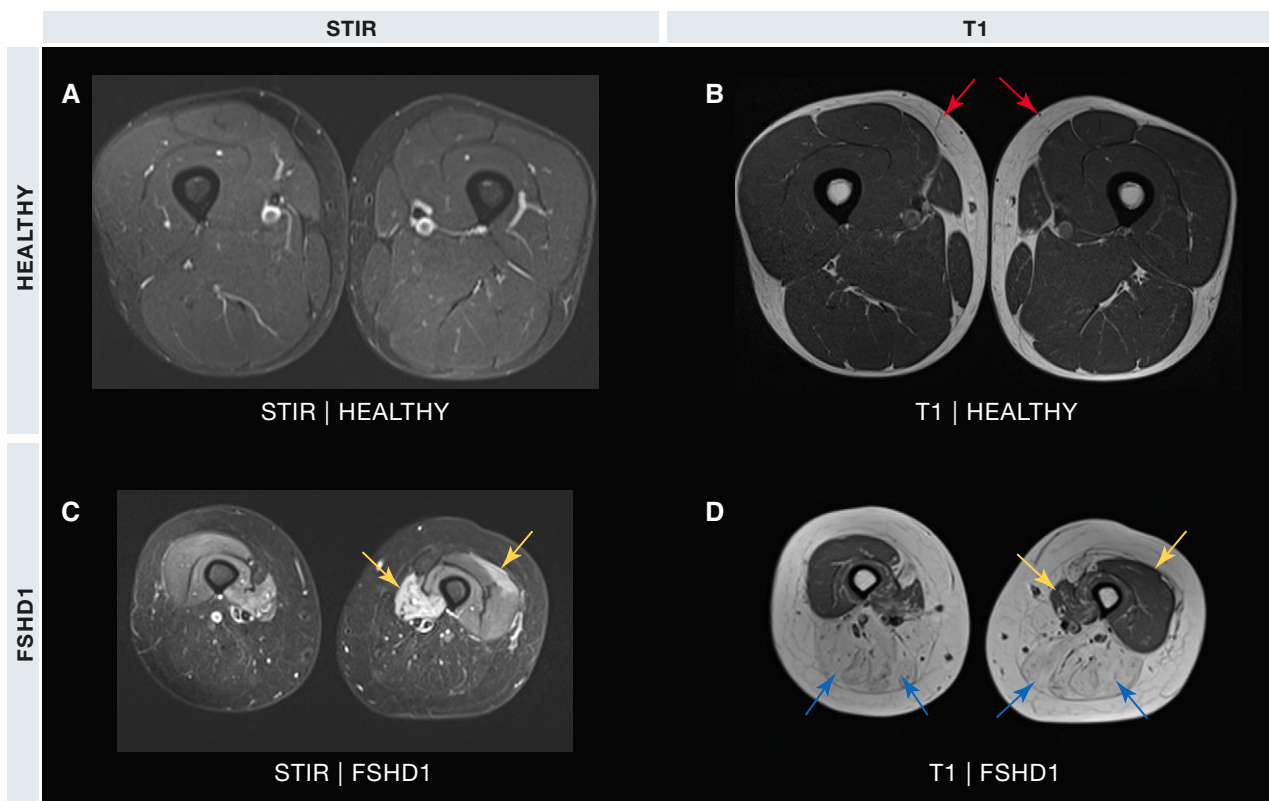 STIR
T1
HEALTHY
A
B
STIR | HEALTHY
T1 | HEALTHY
FSHD1
C
D
STIR | FSHD1
T1 | FSHD1